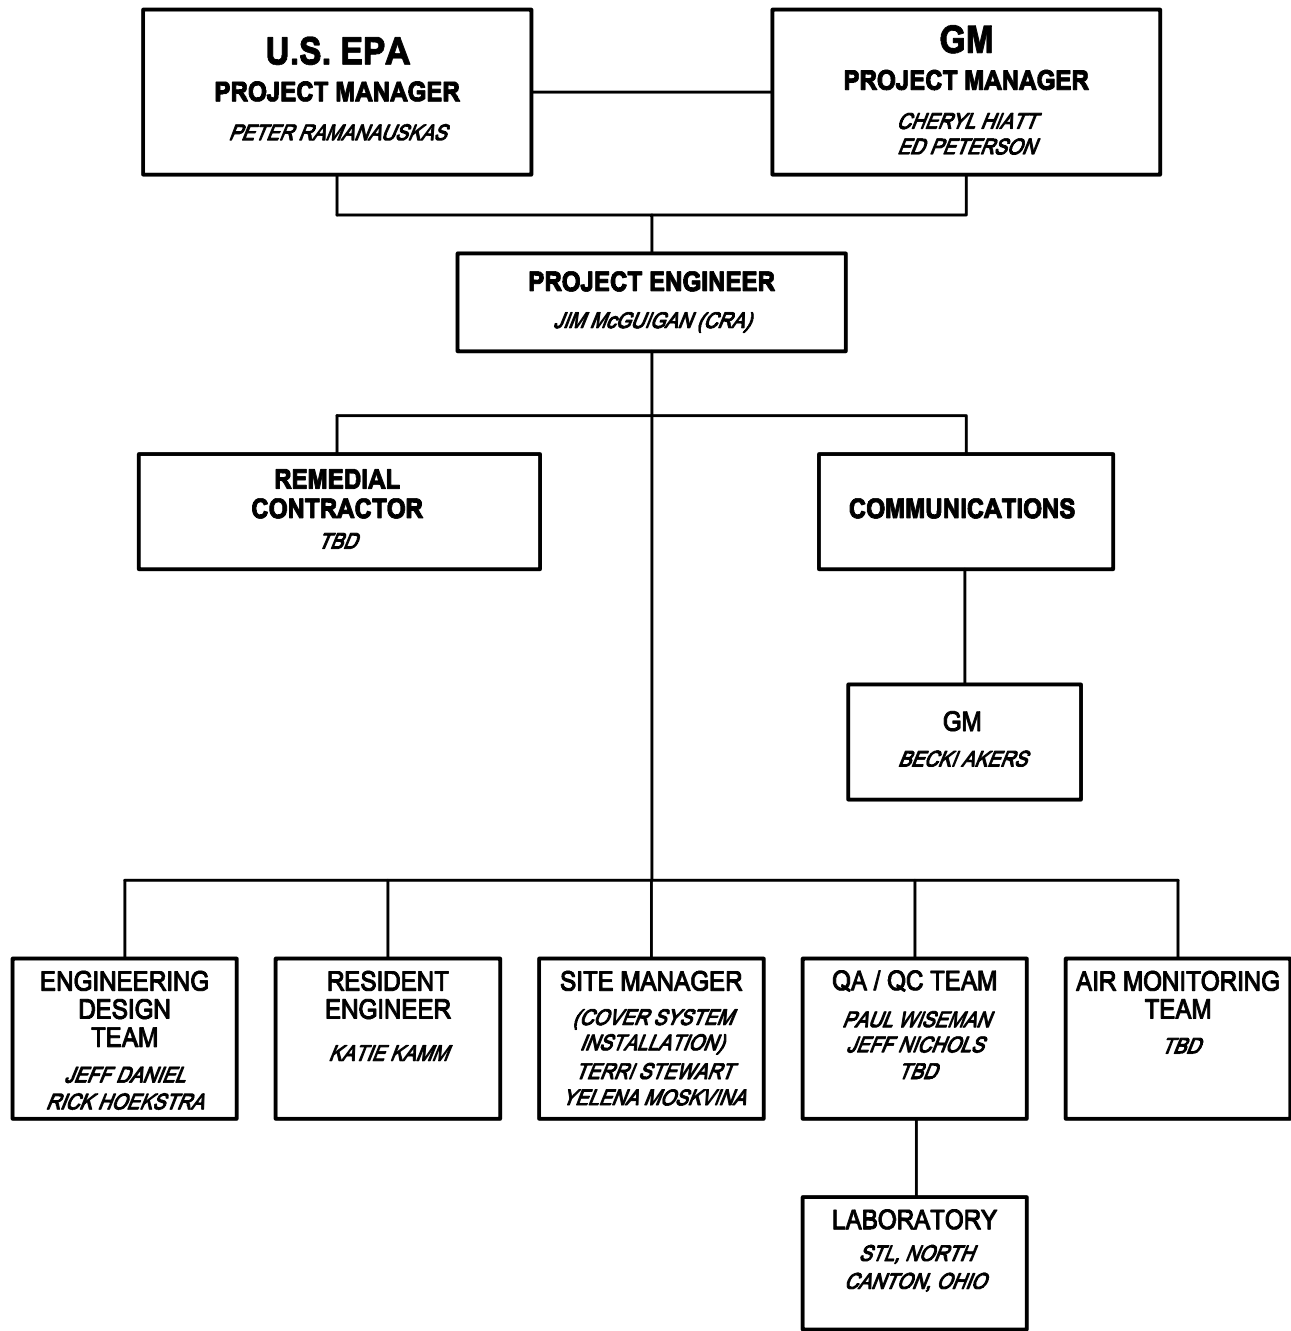 U.S. EPA
PROJECT MANAGER
PETER RAMANAUSKAS
GM
PROJECT MANAGER
CHERYL HIATT
ED PETERSON
PROJECT ENGINEER
JIM McGUIGAN (CRA)
REMEDIAL
CONTRACTOR
TBD
COMMUNICATIONS
GM
BECKI AKERS
ENGINEERING
DESIGN
TEAM
JEFF DANIEL
RICK HOEKSTRA
RESIDENT
ENGINEER
KATIE KAMM
SITE MANAGER
(COVER SYSTEM
INSTALLATION)
TERRI STEWART
YELENA MOSKVINA
QA / QC TEAM
PAUL WISEMAN
JEFF NICHOLS
TBD
AIR MONITORING
TEAM
TBD
LABORATORY
STL, NORTH
CANTON, OHIO